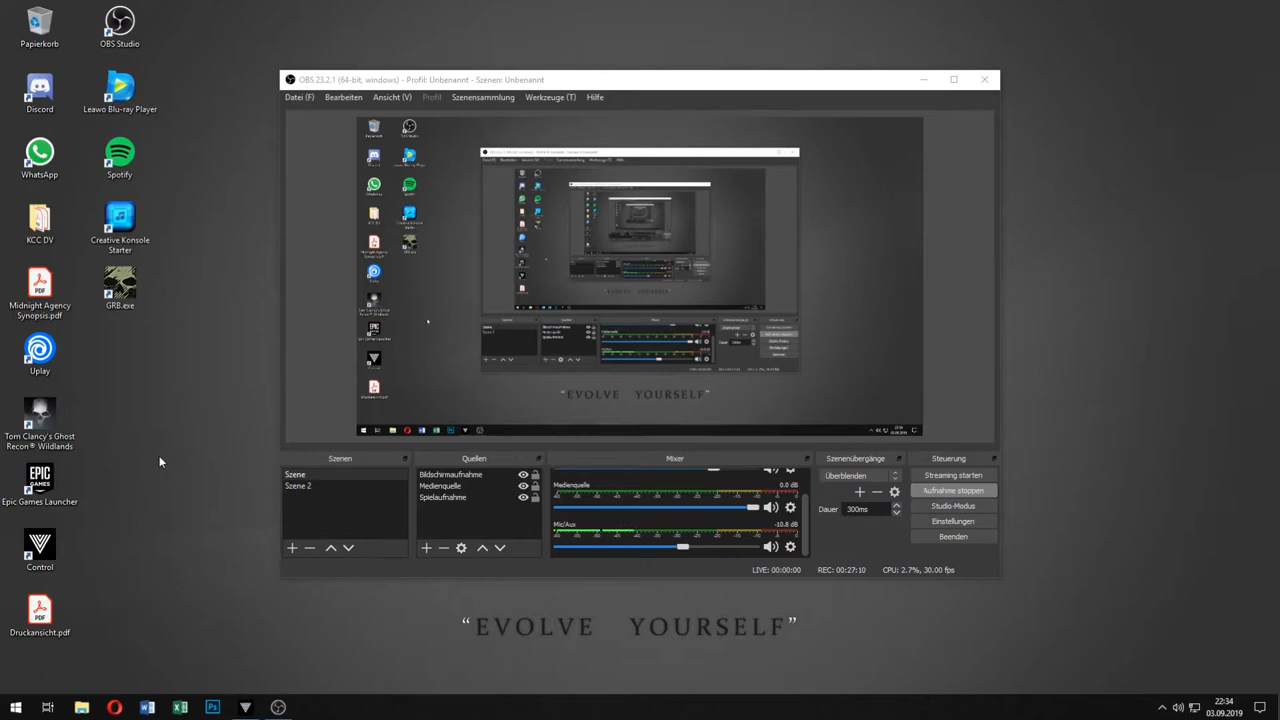 Papierkorb
OBS Studio
Discord
Leawo Blu-ray Player
WhatsApp
Spotify
KCC DV
Creative Konsole
Starter
Midnight Agency
Synopsis.pdf
GRB.exe
Uplay
Tom Clancy's Ghost
Recon® Wildlands
EPIC
GAMES
Epic Games Launcher
Control
Druckansicht.pdf
OBS 23.2.1 (64-bit, windows) - Profil: Unbenannt - Szenen: Unbenannt
Datei (F) Bearbeiten Ansicht (V) Profil Szenensammlung Werkzeuge (T) Hilfe
“EVOLVE YOURSELF”
Szenen
Szene
Szene 2
Quellen
Bildschirmaufnahme
Medienquelle
Spielaufnahme
Mixer
Medienquelle 0.0 dB
Mic/Aux -10.8 dB
Szenenübergänge
Überblenden
Dauer 300ms
Steuerung
Streaming starten
Aufnahme stoppen
Studio-Modus
Einstellungen
Beenden
LIVE: 00:00:00 REC: 00:27:10 CPU: 2.7%, 30.00 fps
“EVOLVE YOURSELF”
22:34
03.09.2019